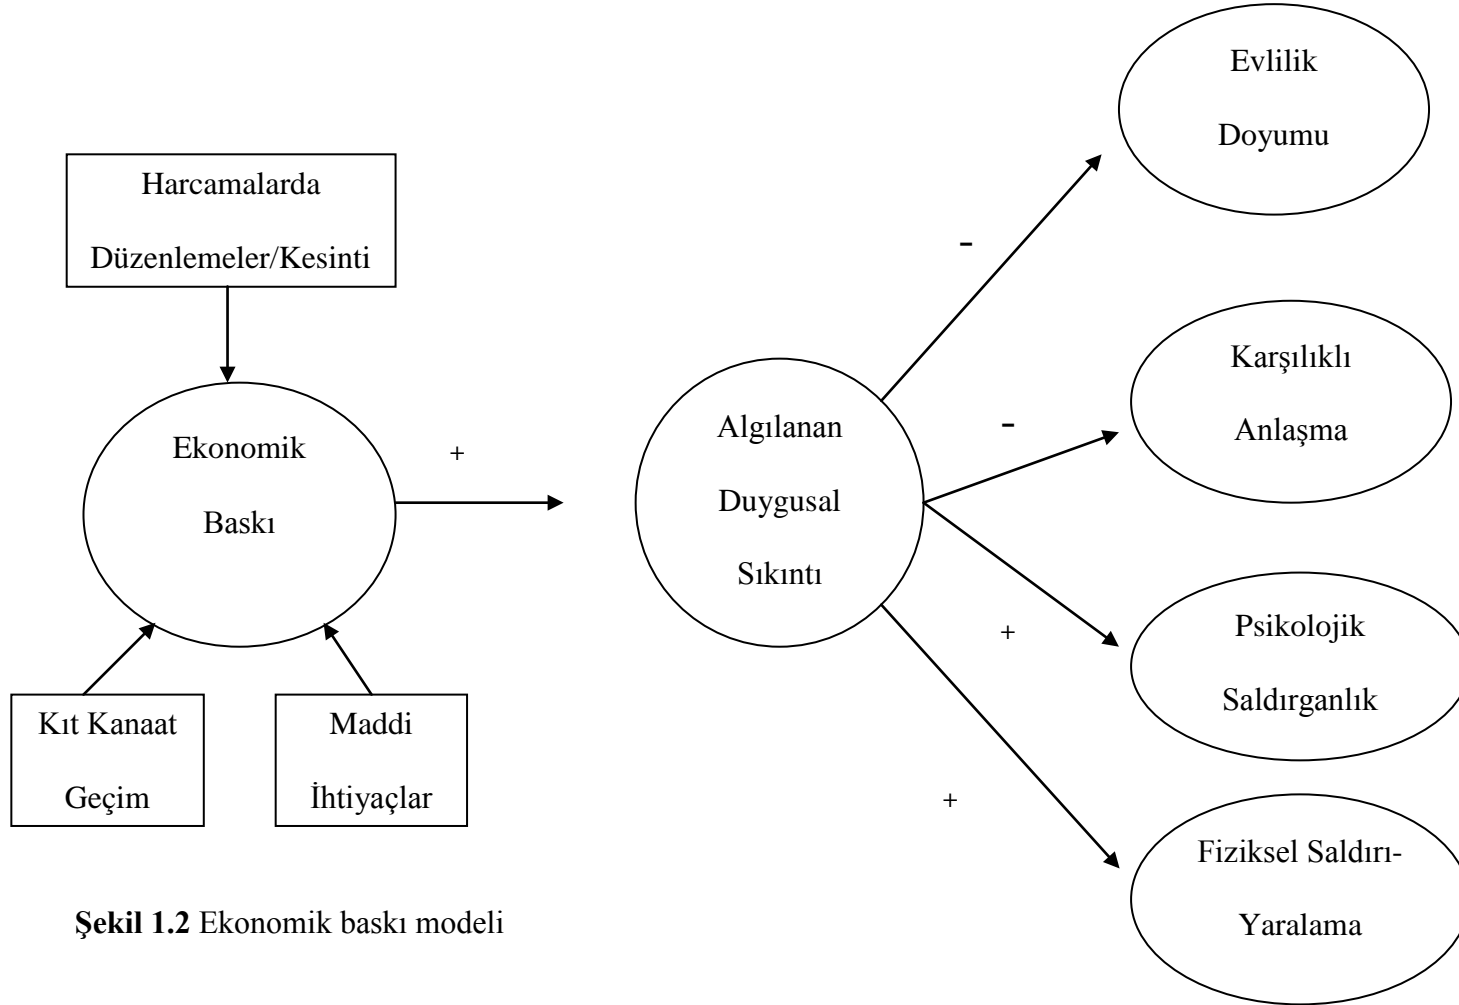 Evlilik
Doyumu
Harcamalarda
Düzenlemeler/Kesinti
-
Karşılıklı
Anlaşma
-
Algılanan
Duygusal
Sıkıntı
Ekonomik
Baskı
+
Psikolojik
Saldırganlık
+
Kıt Kanaat
Geçim
Maddi
İhtiyaçlar
+
Fiziksel Saldırı-
Yaralama
Şekil 1.2 Ekonomik baskı modeli